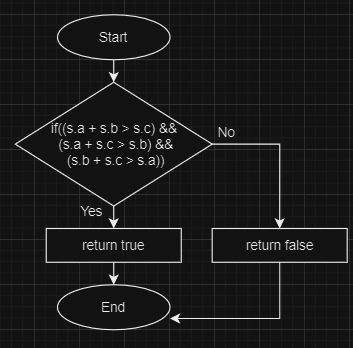 Start
if((s.a + s.b > s.c) &&
(s.a + s.c > s.b) &&
(s.b + s.c > s.a))
No
Yes
return true
return false
End